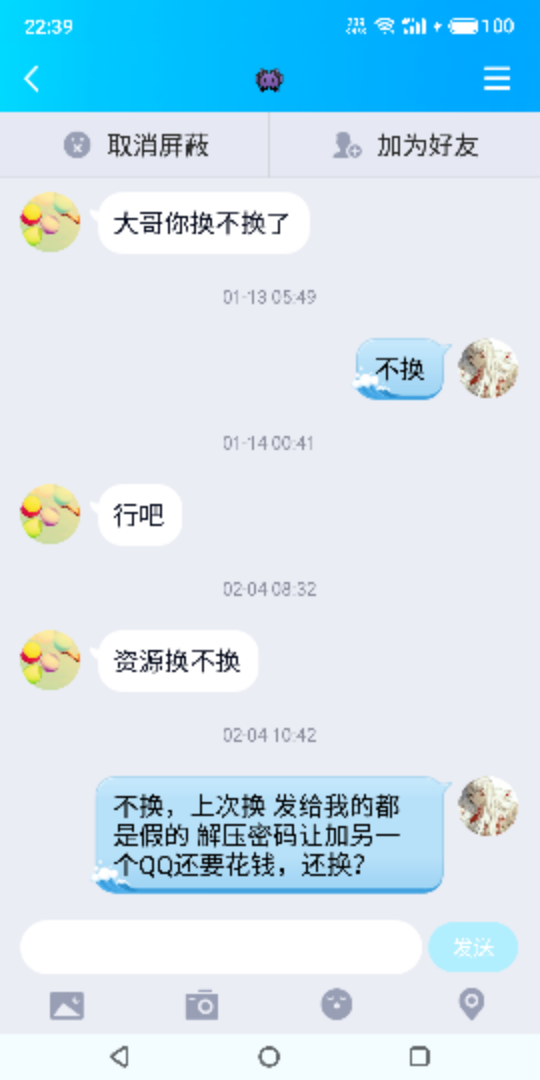 22:39
100
取消屏蔽
加为好友
大哥你换不换了
01-13 05:49
不换
01-14 00:41
行吧
02-04 08:32
资源换不换
02-04 10:42
不换，上次换 发给我的都
是假的 解压密码让加另一
个QQ还要花钱，还换？
发送